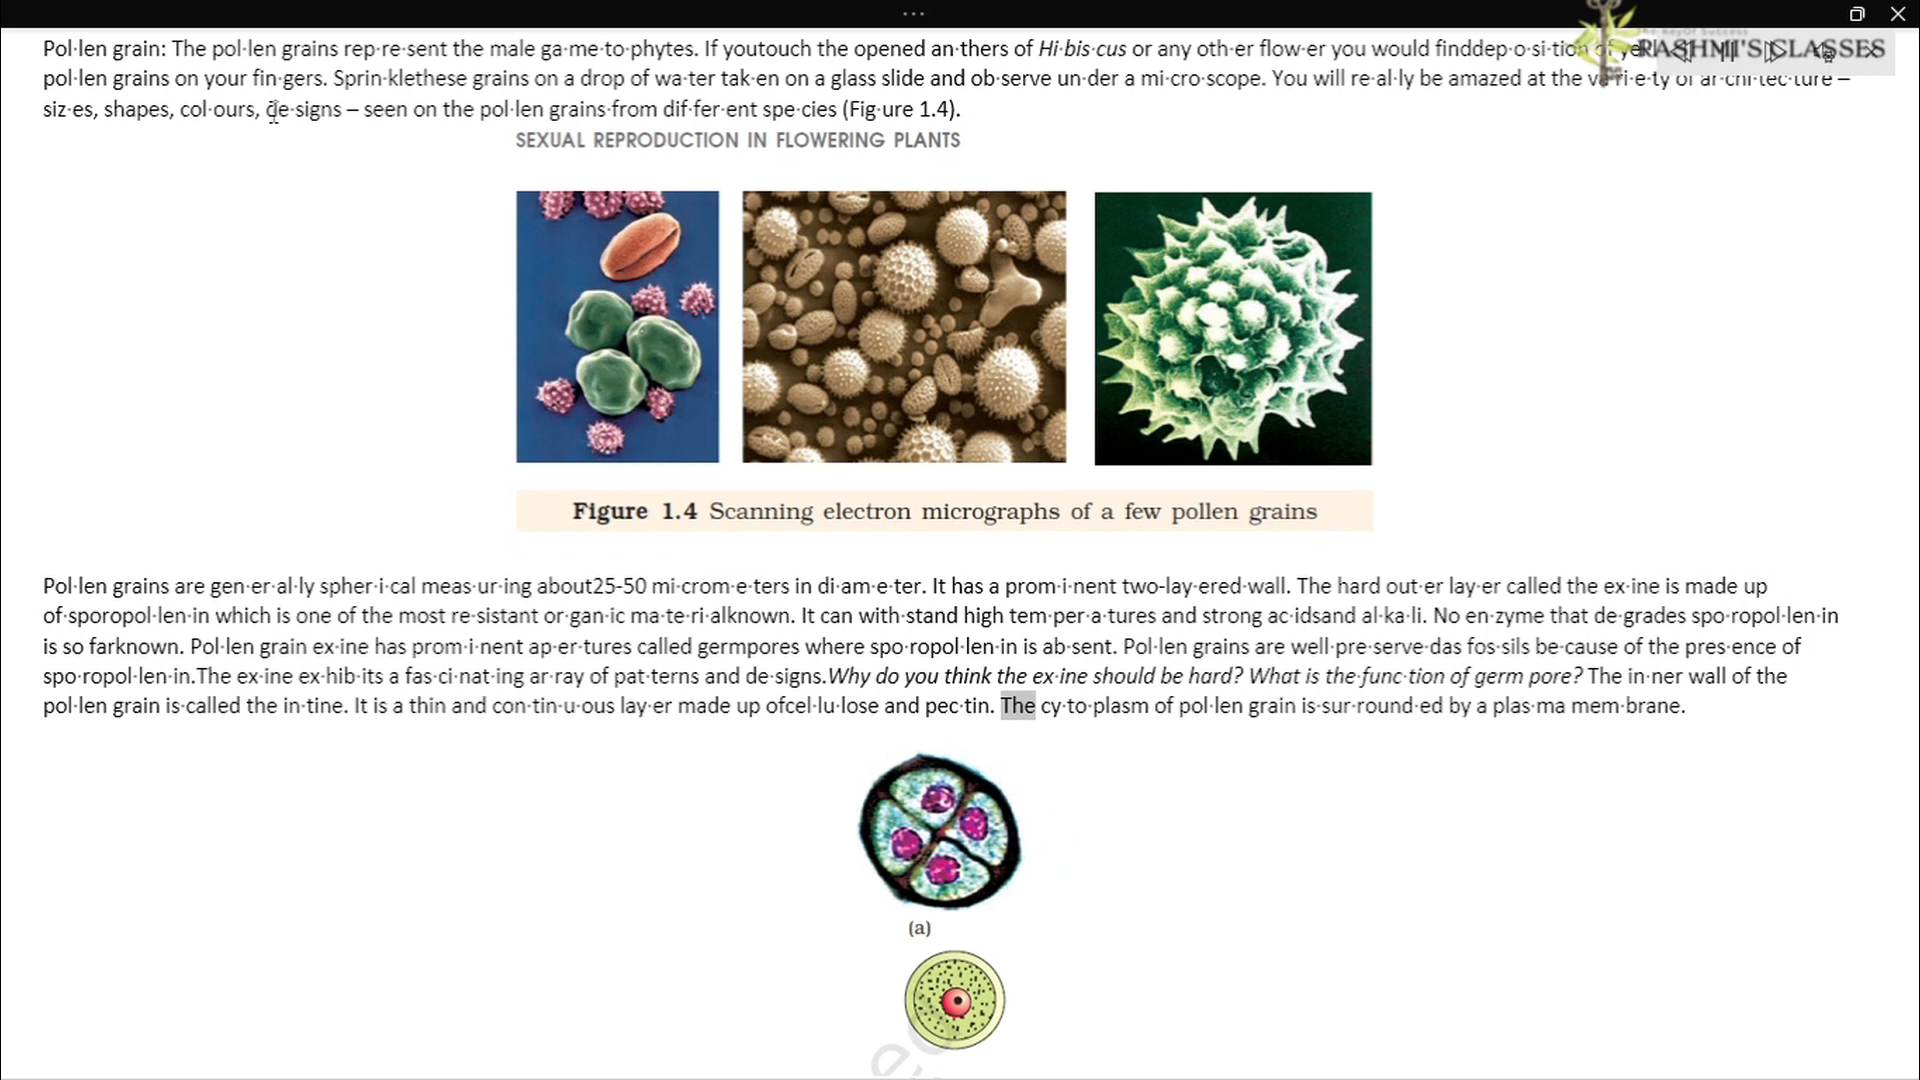 Pol·len grain: The pol·len grains rep·re·sent the male ga·me·to·phytes. If youtouch the opened an·thers of Hi·bis·cus or any oth·er flow·er you would finddep·o·si·tion of
pol·len grains on your fin·gers. Sprin·klethese grains on a drop of wa·ter tak·en on a glass slide and ob·serve un·der a mi·cro·scope. You will re·al·ly be amazed at the va·ri·e·ty of ar·chi·tec·ture –
siz·es, shapes, col·ours, de·signs – seen on the pol·len grains·from dif·fer·ent spe·cies (Fig·ure 1.4).
RASHMI'S CLASSES
SEXUAL REPRODUCTION IN FLOWERING PLANTS
Figure 1.4 Scanning electron micrographs of a few pollen grains
Pol·len grains are gen·er·al·ly spher·i·cal meas·ur·ing about25-50 mi·crom·e·ters in di·am·e·ter. It has a prom·i·nent two-lay·ered·wall. The hard out·er lay·er called the ex·ine is made up
of·sporopol·len·in which is one of the most re·sistant or·gan·ic ma·te·ri·alknown. It can with·stand high tem·per·a·tures and strong ac·idsand al·ka·li. No en·zyme that de·grades spo·ropol·len·in
is so farknown. Pol·len grain ex·ine has prom·i·nent ap·er·tures called germpores where spo·ropol·len·in is ab·sent. Pol·len grains are well·pre·serve·das fos·sils be·cause of the pres·ence of
spo·ropol·len·in.The ex·ine ex·hib·its a fas·ci·nat·ing ar·ray of pat·terns and de·signs.Why do you think the ex·ine should be hard? What is the·func·tion of germ pore? The in·ner wall of the
pol·len grain is·called the in·tine. It is a thin and con·tin·u·ous lay·er made up ofcel·lu·lose and pec·tin. The cy·to·plasm of pol·len grain is·sur·round·ed by a plas·ma mem·brane.
(a)